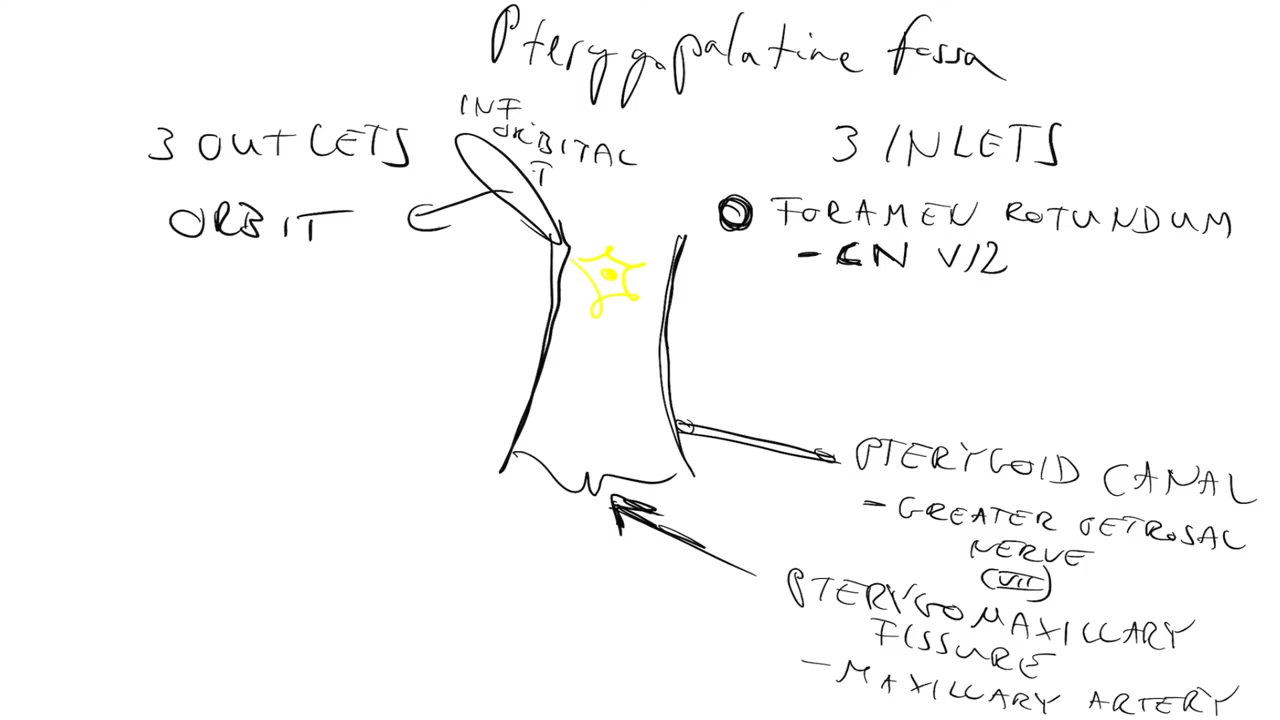 Pterygopalatine fossa
INF
ORBITAL
3 OUTLETS
3 INLETS
ORBIT
FORAMEN ROTUNDUM
- CN V/2
PTERYGOID CANAL
- GREATER PETROSAL
NERVE
(VII)
PTERYGOMAXILLARY
FISSURE
- MAXILLARY ARTERY